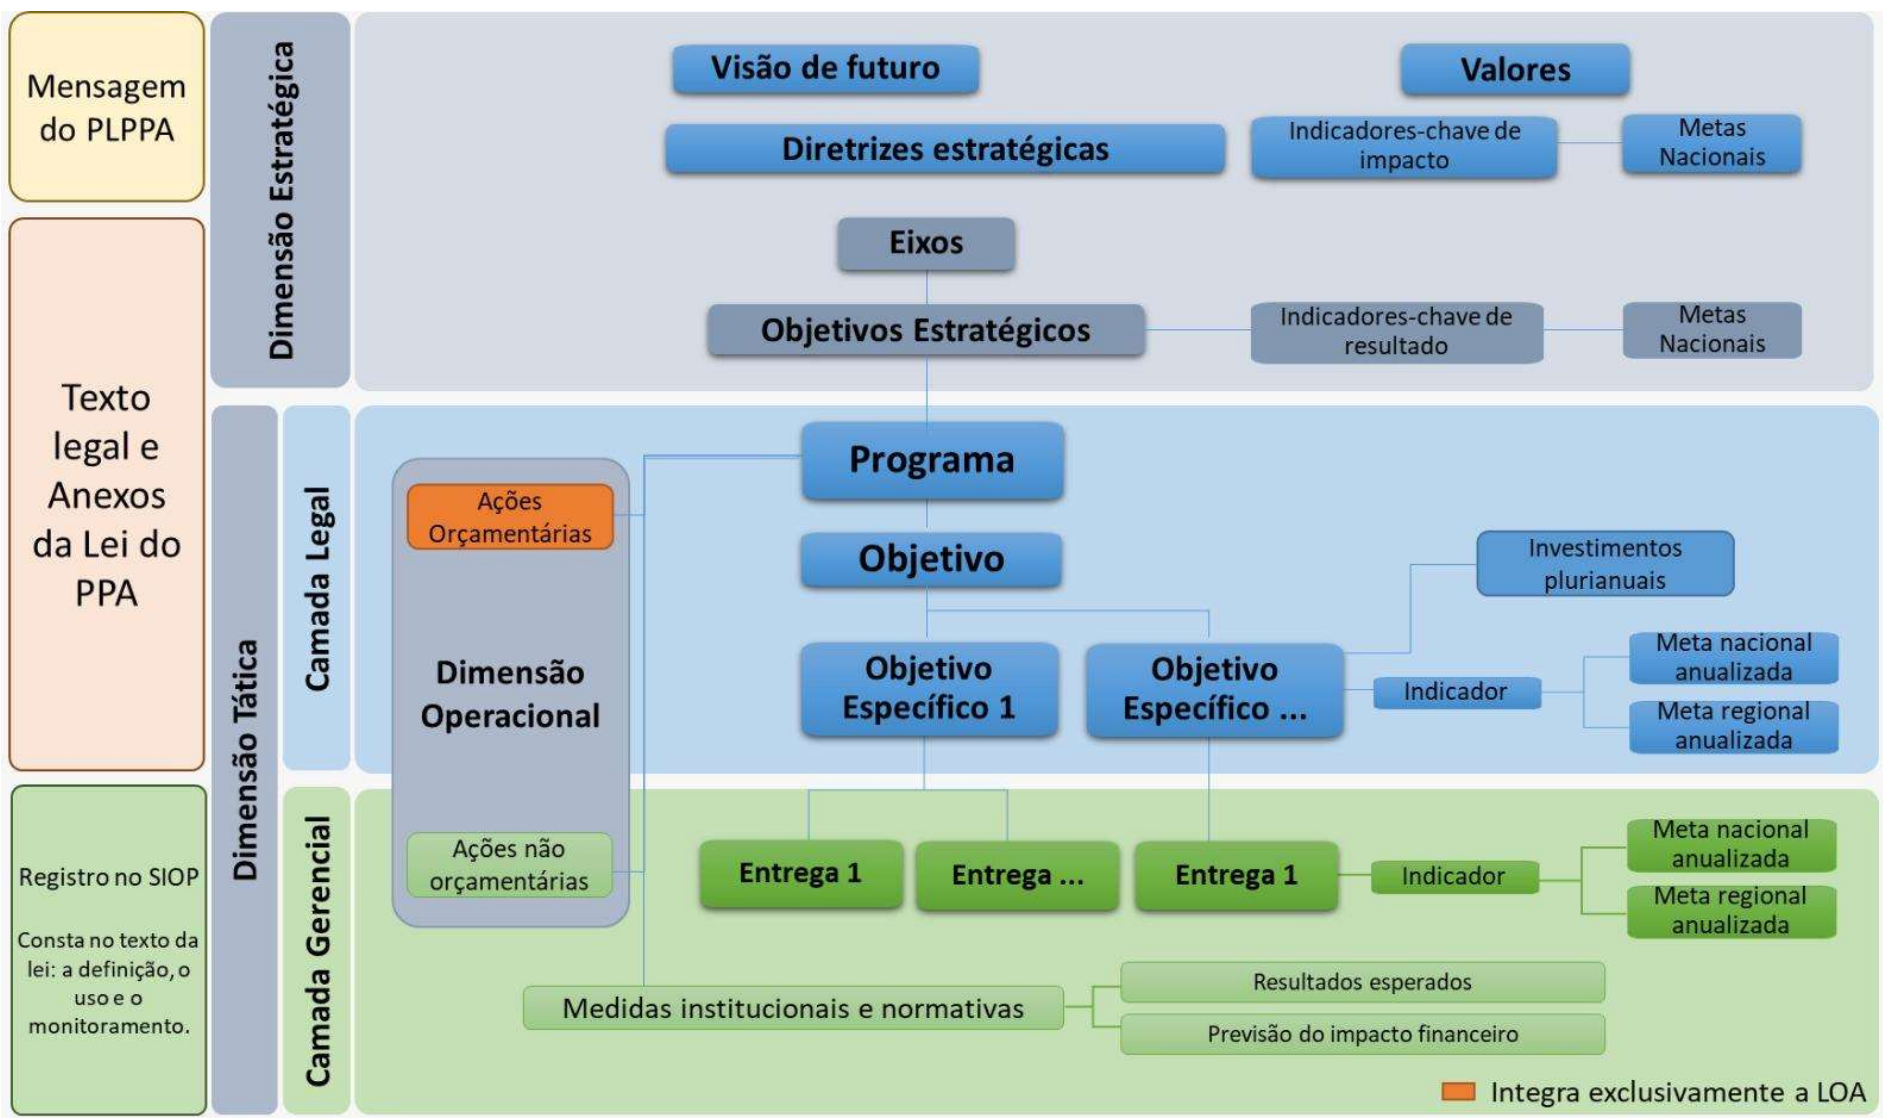 Mensagem
do PLPPA
Texto
legal e
Anexos
da Lei do
PPA
Registro no SIOP
Consta no texto da
lei: a definição, o
uso e o
monitoramento.
Dimensão Estratégica
Visão de futuro
Valores
Diretrizes estratégicas
Indicadores-chave de
impacto
Metas
Nacionais
Eixos
Objetivos Estratégicos
Indicadores-chave de
resultado
Metas
Nacionais
Dimensão Tática
Camada Legal
Programa
Ações
Orçamentárias
Objetivo
Investimentos
plurianuais
Dimensão
Operacional
Objetivo
Específico 1
Objetivo
Específico ...
Indicador
Meta nacional
anualizada
Meta regional
anualizada
Camada Gerencial
Ações não
orçamentárias
Entrega 1
Entrega ...
Entrega 1
Indicador
Meta nacional
anualizada
Meta regional
anualizada
Medidas institucionais e normativas
Resultados esperados
Previsão do impacto financeiro
Integra exclusivamente a LOA